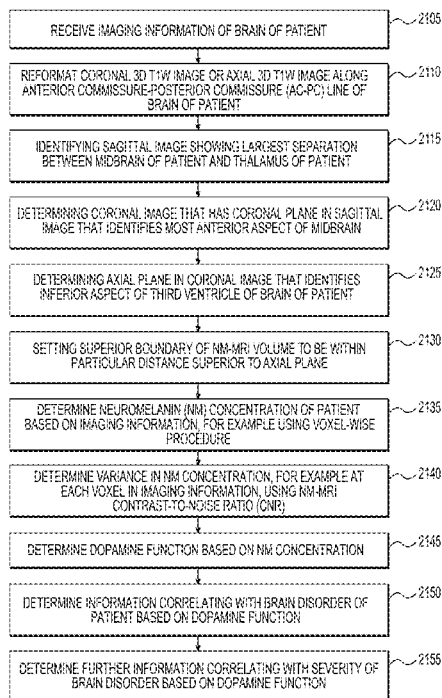 RECEIVE IMAGING INFORMATION OF BRAIN OF PATIENT
2105
REFORMAT CORONAL 3D T1W IMAGE OR AXIAL 3D T1W IMAGE ALONG
ANTERIOR COMMISSURE-POSTERIOR COMMISSURE (AC-PC) LINE OF
BRAIN OF PATIENT
2110
IDENTIFYING SAGITTAL IMAGE SHOWING LARGEST SEPARATION
BETWEEN MIDBRAIN OF PATIENT AND THALAMUS OF PATIENT
2115
DETERMINING CORONAL IMAGE THAT HAS CORONAL PLANE IN SAGITTAL
IMAGE THAT IDENTIFIES MOST ANTERIOR ASPECT OF MIDBRAIN
2120
DETERMINING AXIAL PLANE IN CORONAL IMAGE THAT IDENTIFIES
INFERIOR ASPECT OF THIRD VENTRICLE OF BRAIN OF PATIENT
2125
SETTING SUPERIOR BOUNDARY OF NM-MRI VOLUME TO BE WITHIN
PARTICULAR DISTANCE SUPERIOR TO AXIAL PLANE
2130
DETERMINE NEUROMELANIN (NM) CONCENTRATION OF PATIENT
BASED ON IMAGING INFORMATION, FOR EXAMPLE USING VOXEL-WISE
PROCEDURE
2135
DETERMINE VARIANCE IN NM CONCENTRATION, FOR EXAMPLE AT
EACH VOXEL IN IMAGING INFORMATION, USING NM-MRI
CONTRAST-TO-NOISE RATIO (CNR)
2140
DETERMINE DOPAMINE FUNCTION BASED ON NM CONCENTRATION
2145
DETERMINE INFORMATION CORRELATING WITH BRAIN DISORDER OF
PATIENT BASED ON DOPAMINE FUNCTION
2150
DETERMINE FURTHER INFORMATION CORRELATING WITH SEVERITY OF
BRAIN DISORDER BASED ON DOPAMINE FUNCTION
2155